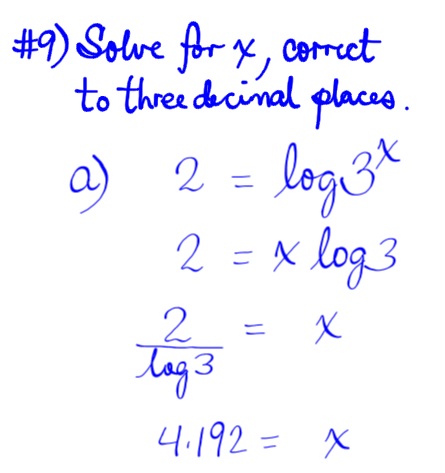 #9) Solve for x, correct
to three decimal places.
a) 2 = log 3^x
2 = x log 3
2/log 3 = x
4.192 = x